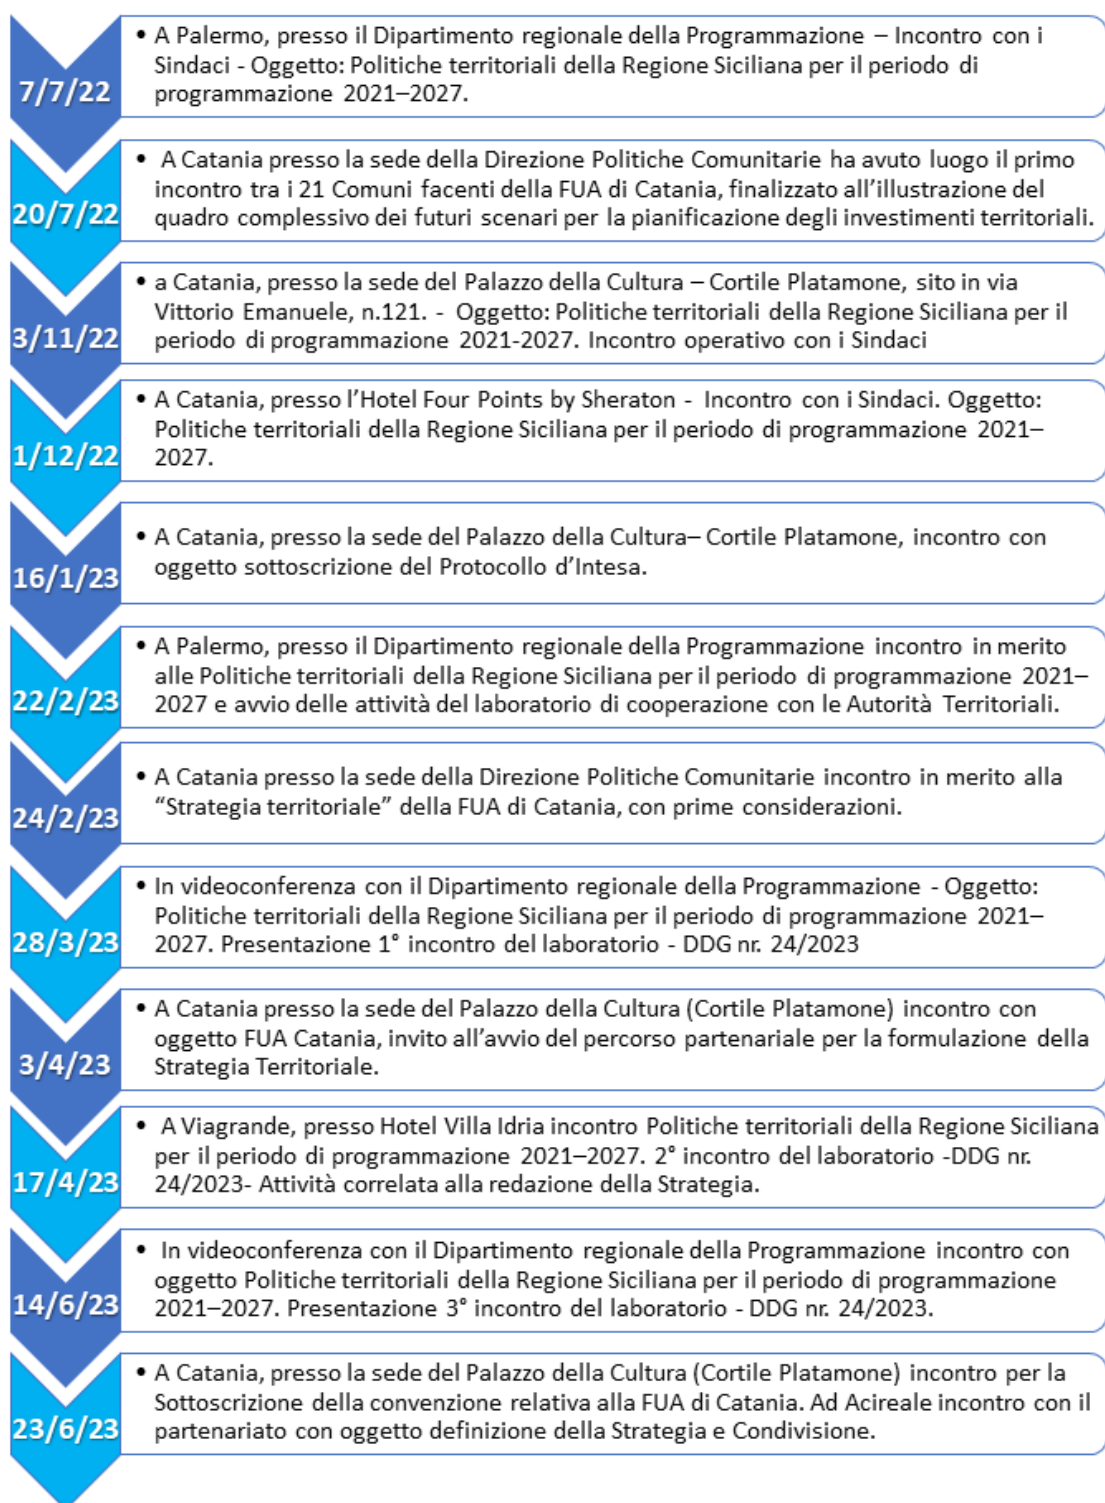 7/7/22
• A Palermo, presso il Dipartimento regionale della Programmazione – Incontro con i
Sindaci - Oggetto: Politiche territoriali della Regione Siciliana per il periodo di
programmazione 2021–2027.
20/7/22
• A Catania presso la sede della Direzione Politiche Comunitarie ha avuto luogo il primo
incontro tra i 21 Comuni facenti della FUA di Catania, finalizzato all’illustrazione del
quadro complessivo dei futuri scenari per la pianificazione degli investimenti territoriali.
3/11/22
• a Catania, presso la sede del Palazzo della Cultura – Cortile Platamone, sito in via
Vittorio Emanuele, n.121. - Oggetto: Politiche territoriali della Regione Siciliana per il
periodo di programmazione 2021-2027. Incontro operativo con i Sindaci
1/12/22
• A Catania, presso l’Hotel Four Points by Sheraton - Incontro con i Sindaci. Oggetto:
Politiche territoriali della Regione Siciliana per il periodo di programmazione 2021–
2027.
16/1/23
• A Catania, presso la sede del Palazzo della Cultura– Cortile Platamone, incontro con
oggetto sottoscrizione del Protocollo d’Intesa.
22/2/23
• A Palermo, presso il Dipartimento regionale della Programmazione incontro in merito
alle Politiche territoriali della Regione Siciliana per il periodo di programmazione 2021–
2027 e avvio delle attività del laboratorio di cooperazione con le Autorità Territoriali.
24/2/23
• A Catania presso la sede della Direzione Politiche Comunitarie incontro in merito alla
“Strategia territoriale” della FUA di Catania, con prime considerazioni.
28/3/23
• In videoconferenza con il Dipartimento regionale della Programmazione - Oggetto:
Politiche territoriali della Regione Siciliana per il periodo di programmazione 2021–
2027. Presentazione 1° incontro del laboratorio - DDG nr. 24/2023
3/4/23
• A Catania presso la sede del Palazzo della Cultura (Cortile Platamone) incontro con
oggetto FUA Catania, invito all’avvio del percorso partenariale per la formulazione della
Strategia Territoriale.
17/4/23
• A Viagrande, presso Hotel Villa Idria incontro Politiche territoriali della Regione Siciliana
per il periodo di programmazione 2021–2027. 2° incontro del laboratorio -DDG nr.
24/2023- Attività correlata alla redazione della Strategia.
14/6/23
• In videoconferenza con il Dipartimento regionale della Programmazione incontro con
oggetto Politiche territoriali della Regione Siciliana per il periodo di programmazione
2021–2027. Presentazione 3° incontro del laboratorio - DDG nr. 24/2023.
23/6/23
• A Catania, presso la sede del Palazzo della Cultura (Cortile Platamone) incontro per la
Sottoscrizione della convenzione relativa alla FUA di Catania. Ad Acireale incontro con il
partenariato con oggetto definizione della Strategia e Condivisione.